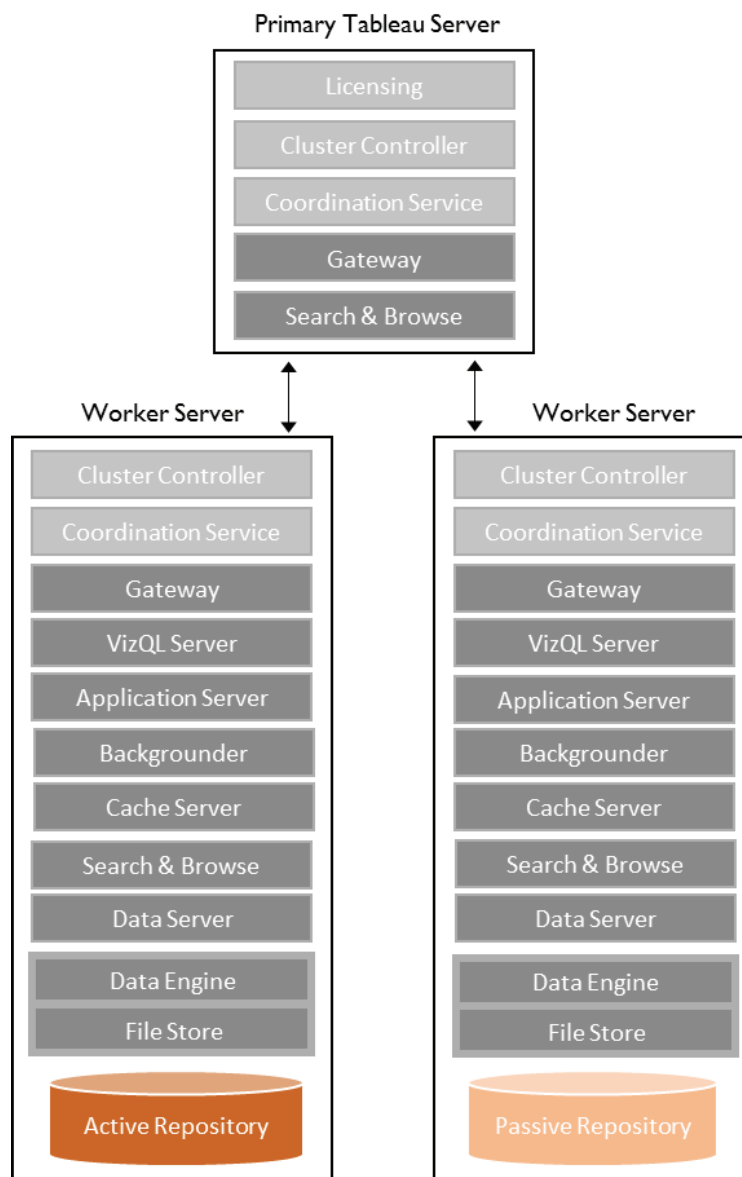 Primary Tableau Server
Licensing
Cluster Controller
Coordination Service
Gateway
Search & Browse
Worker Server
Cluster Controller
Coordination Service
Gateway
VizQL Server
Application Server
Backgrounder
Cache Server
Search & Browse
Data Server
Data Engine
File Store
Active Repository
Worker Server
Cluster Controller
Coordination Service
Gateway
VizQL Server
Application Server
Backgrounder
Cache Server
Search & Browse
Data Server
Data Engine
File Store
Passive Repository